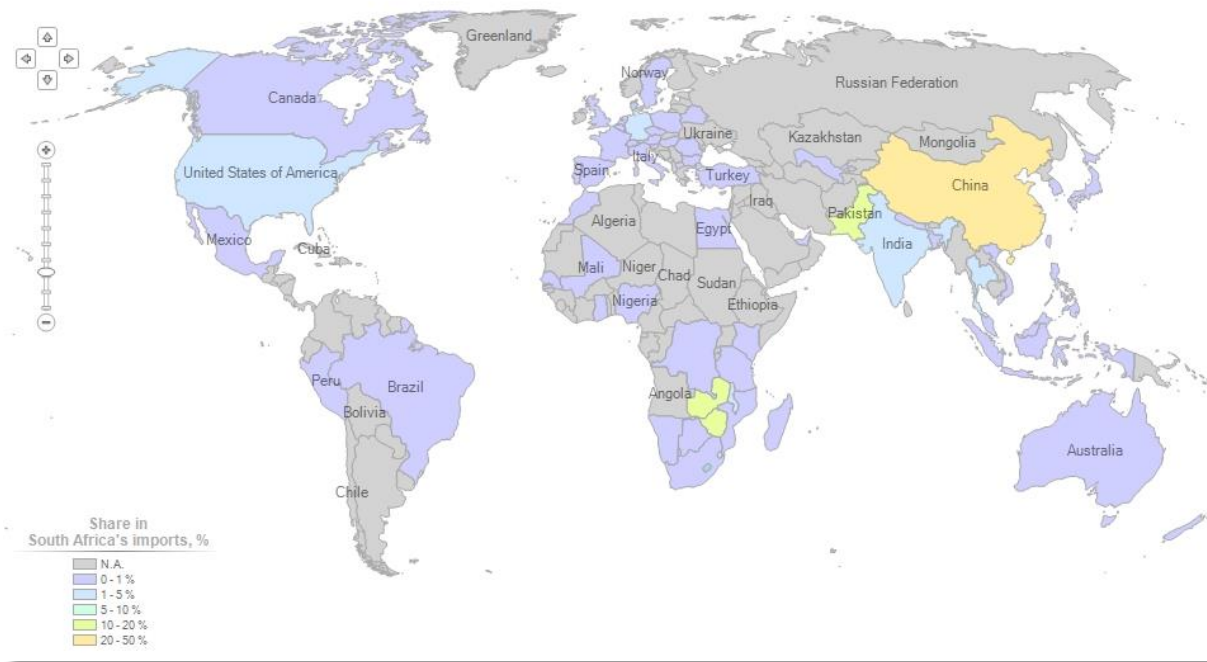 Greenland
Russian Federation
Norway
Canada
Ukraine
Kazakhstan
Mongolia
Italy
Spain
Turkey
United States of America
China
Iraq
Pakistan
Algeria
Egypt
India
Mexico
Cuba
Mali
Niger
Chad
Sudan
Nigeria
Ethiopia
Peru
Brazil
Angola
Bolivia
Australia
Chile
Share in
South Africa's imports, %
N.A.
0 - 1 %
1 - 5 %
5 - 10 %
10 - 20 %
20 - 50 %